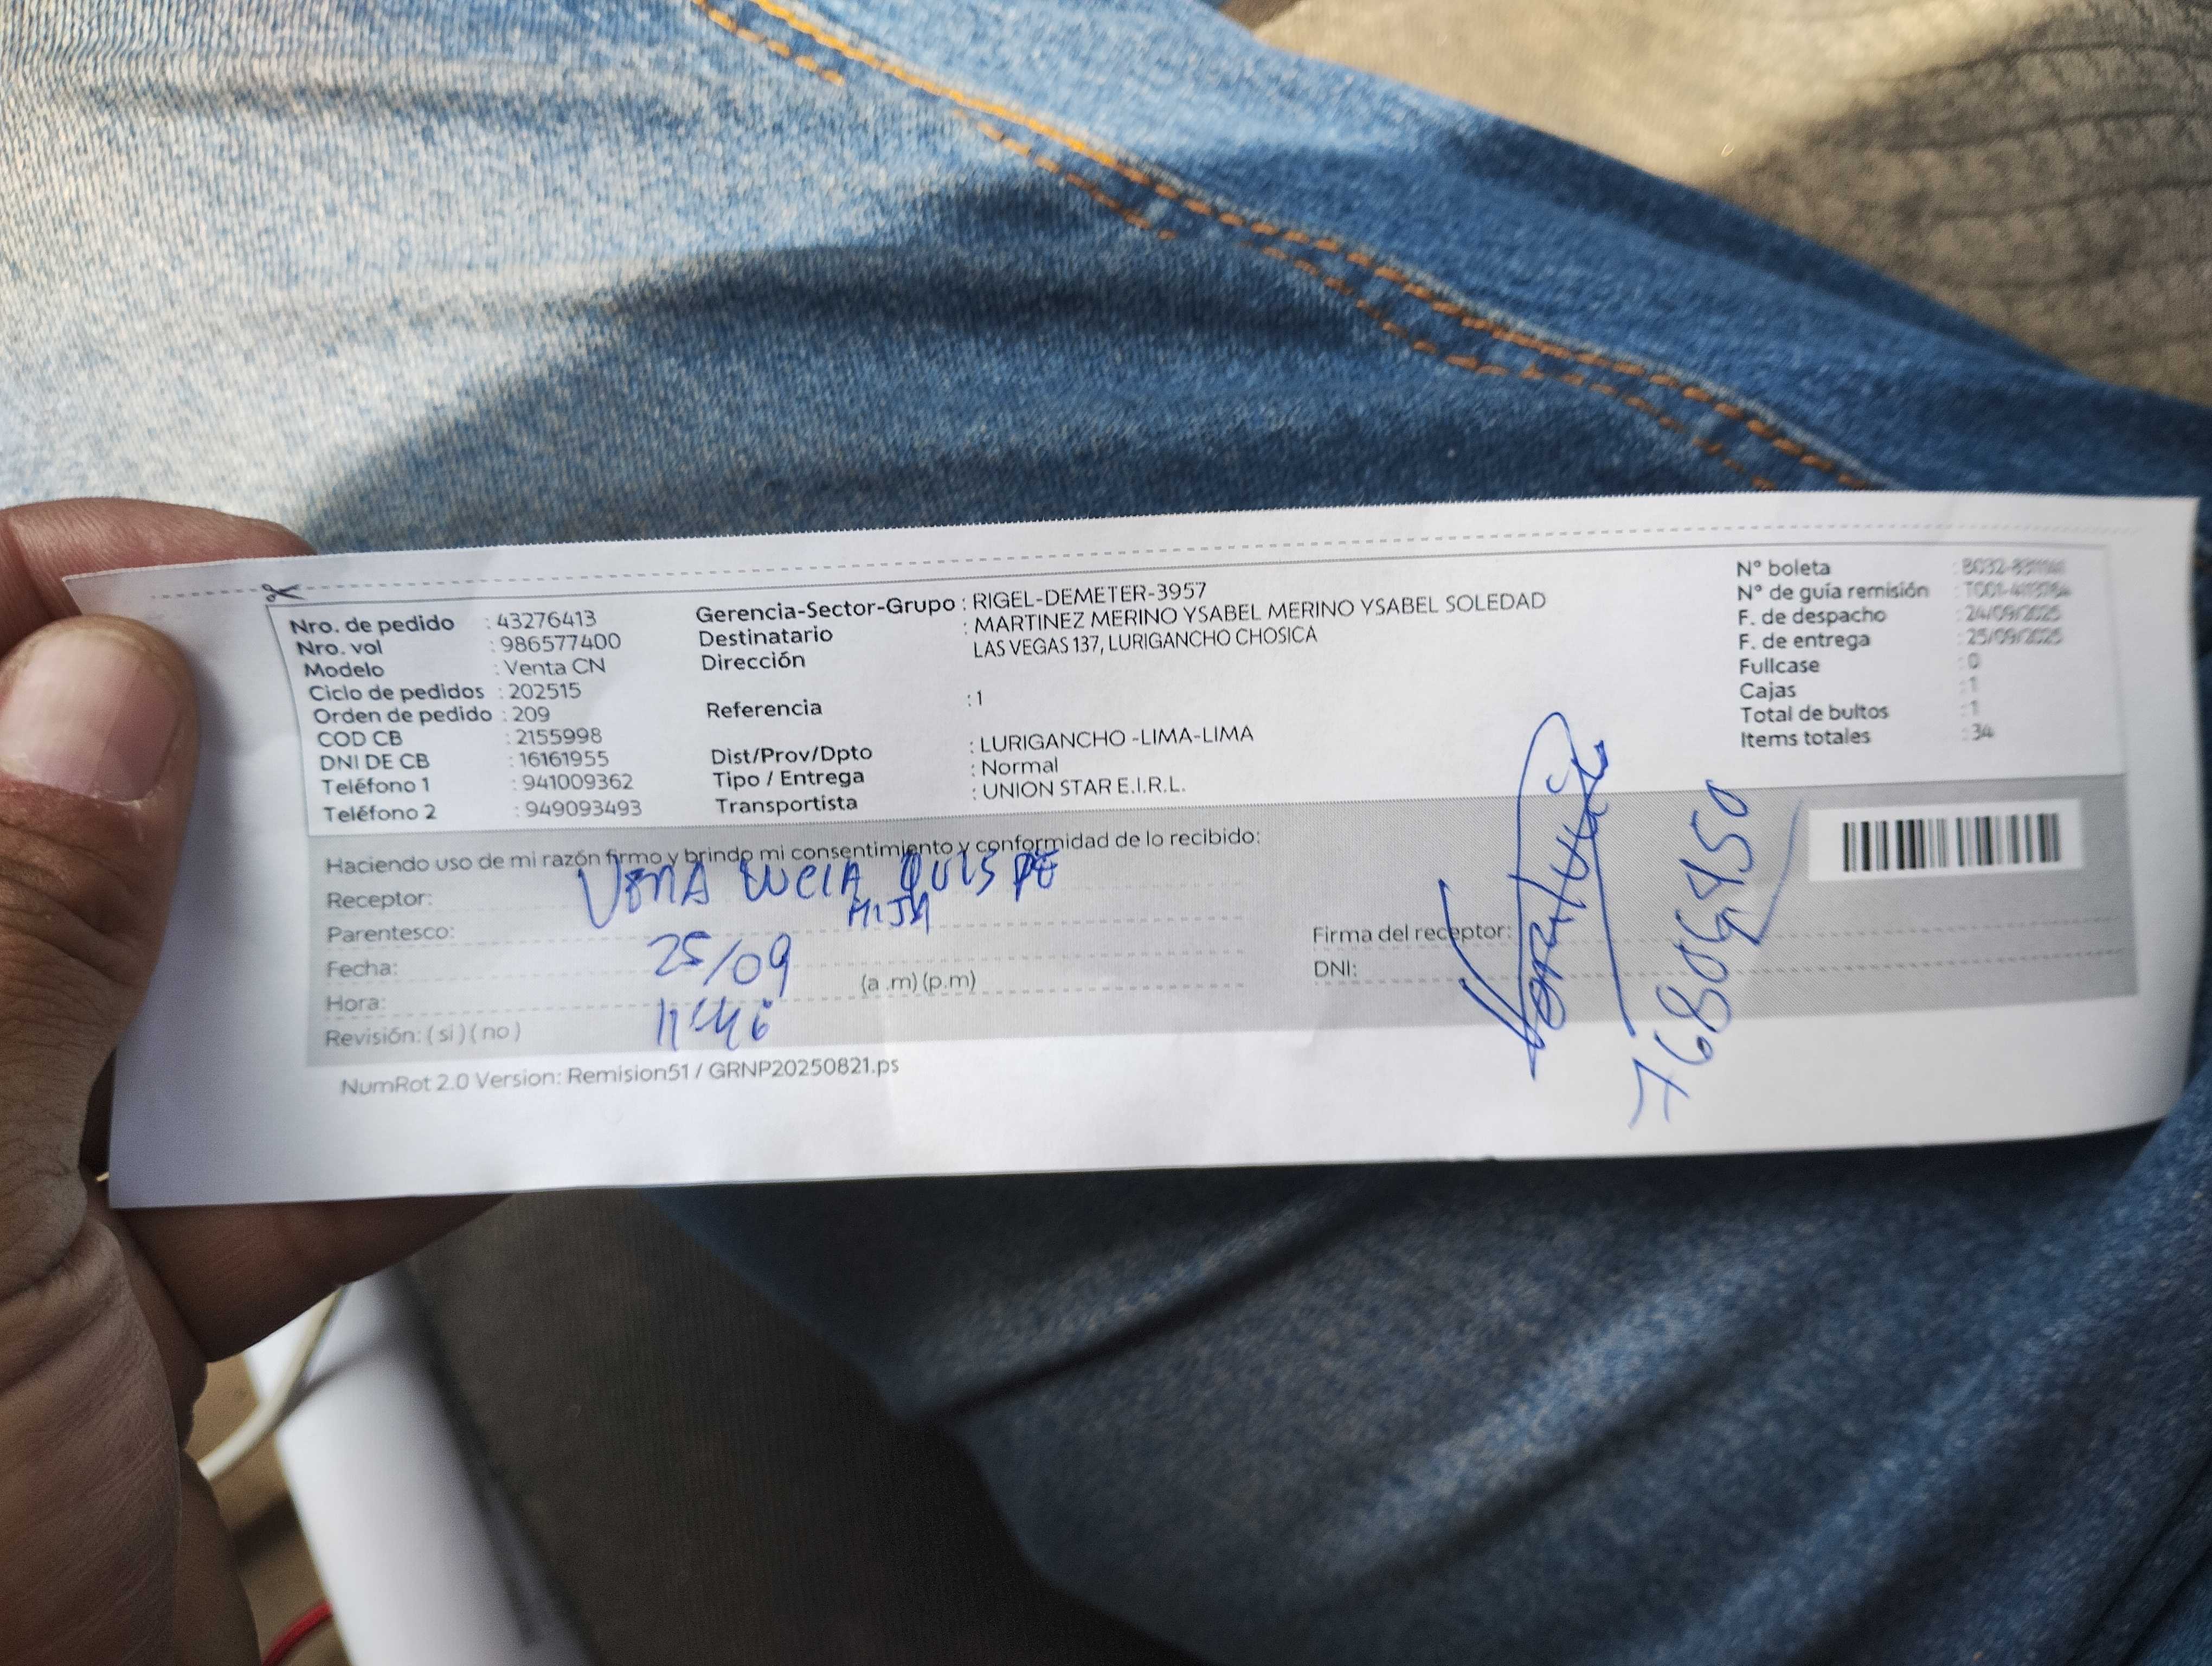 Nro. de pedido : 43276413
Nro. vol : 986577400
Modelo : Venta CN
Ciclo de pedidos : 202515
Orden de pedido : 209
COD CB : 2155998
DNI DE CB : 16161955
Teléfono 1 : 941009362
Teléfono 2 : 949093493
Gerencia-Sector-Grupo : RIGEL-DEMETER-3957
Destinatario : MARTINEZ MERINO YSABEL MERINO YSABEL SOLEDAD
Dirección LAS VEGAS 137, LURIGANCHO CHOSICA
Referencia : 1
Dist/Prov/Dpto : LURIGANCHO -LIMA-LIMA
Tipo / Entrega : Normal
Transportista : UNION STAR E.I.R.L.
N° boleta
N° de guía remisión
F. de despacho : 24/09/2025
F. de entrega : 25/09/2025
Fullcase : 0
Cajas : 1
Total de bultos : 1
Items totales : 34
Haciendo uso de mi razón firmo y brindo mi consentimiento y conformidad de lo recibido:
Receptor: LUCIA QUISPE
Parentesco: HIJA
Fecha: 25/09
Hora: (a .m) (p.m)
Revisión: ( si ) ( no )
Firma del receptor:
DNI: 76806450
NumRot 2.0 Version: Remision51 / GRNP20250821.ps